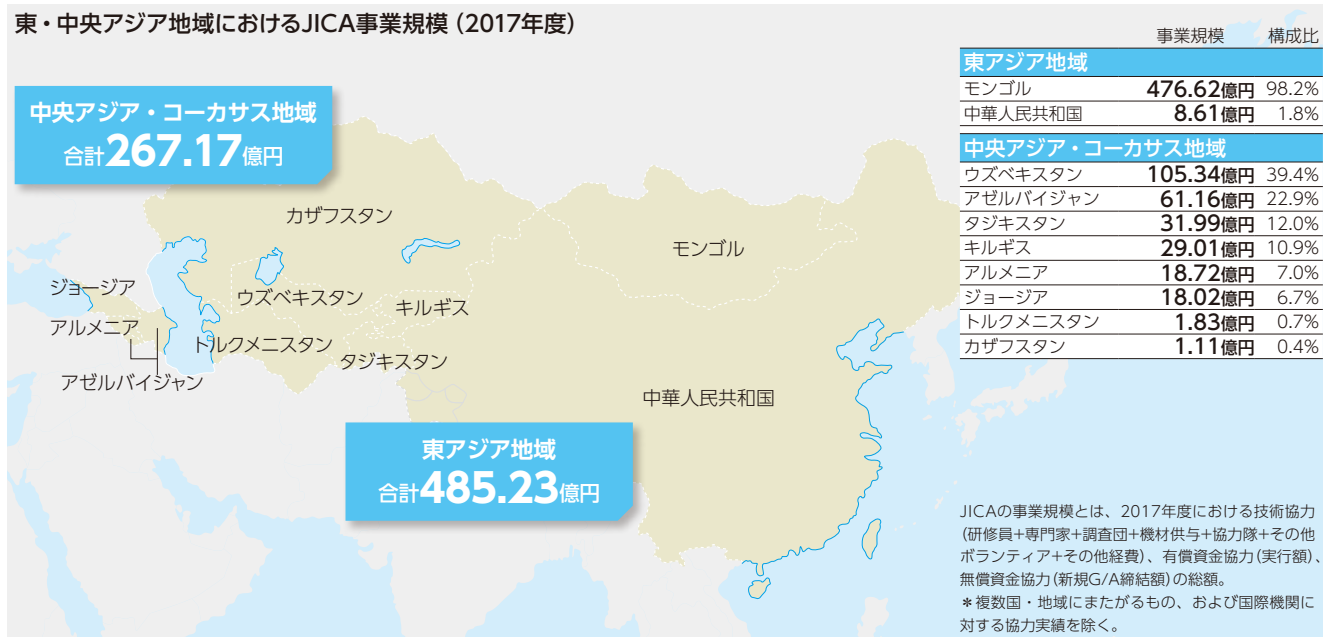 東・中央アジア地域におけるJICA事業規模（2017年度）
中央アジア・コーカサス地域
合計267.17億円
カザフスタン
モンゴル
ジョージア
ウズベキスタン
キルギス
アルメニア
トルクメニスタン
タジキスタン
アゼルバイジャン
中華人民共和国
東アジア地域
合計485.23億円
事業規模 構成比
東アジア地域
モンゴル 476.62億円 98.2%
中華人民共和国 8.61億円 1.8%
中央アジア・コーカサス地域
ウズベキスタン 105.34億円 39.4%
アゼルバイジャン 61.16億円 22.9%
タジキスタン 31.99億円 12.0%
キルギス 29.01億円 10.9%
アルメニア 18.72億円 7.0%
ジョージア 18.02億円 6.7%
トルクメニスタン 1.83億円 0.7%
カザフスタン 1.11億円 0.4%
JICAの事業規模とは、2017年度における技術協力
（研修員+専門家+調査団+機材供与+協力隊+その他
ボランティア+その他経費）、有償資金協力（実行額）、
無償資金協力（新規G/A締結額）の総額。
＊複数国・地域にまたがるもの、および国際機関に
対する協力実績を除く。